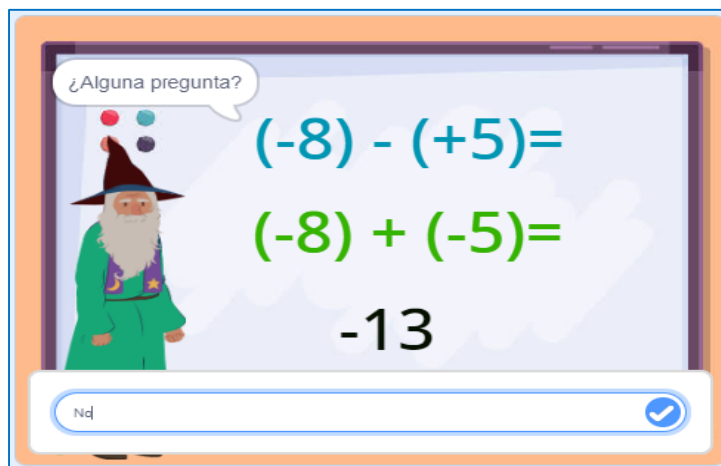 ¿Alguna pregunta?
(-8) - (+5)=
(-8) + (-5)=
-13
No